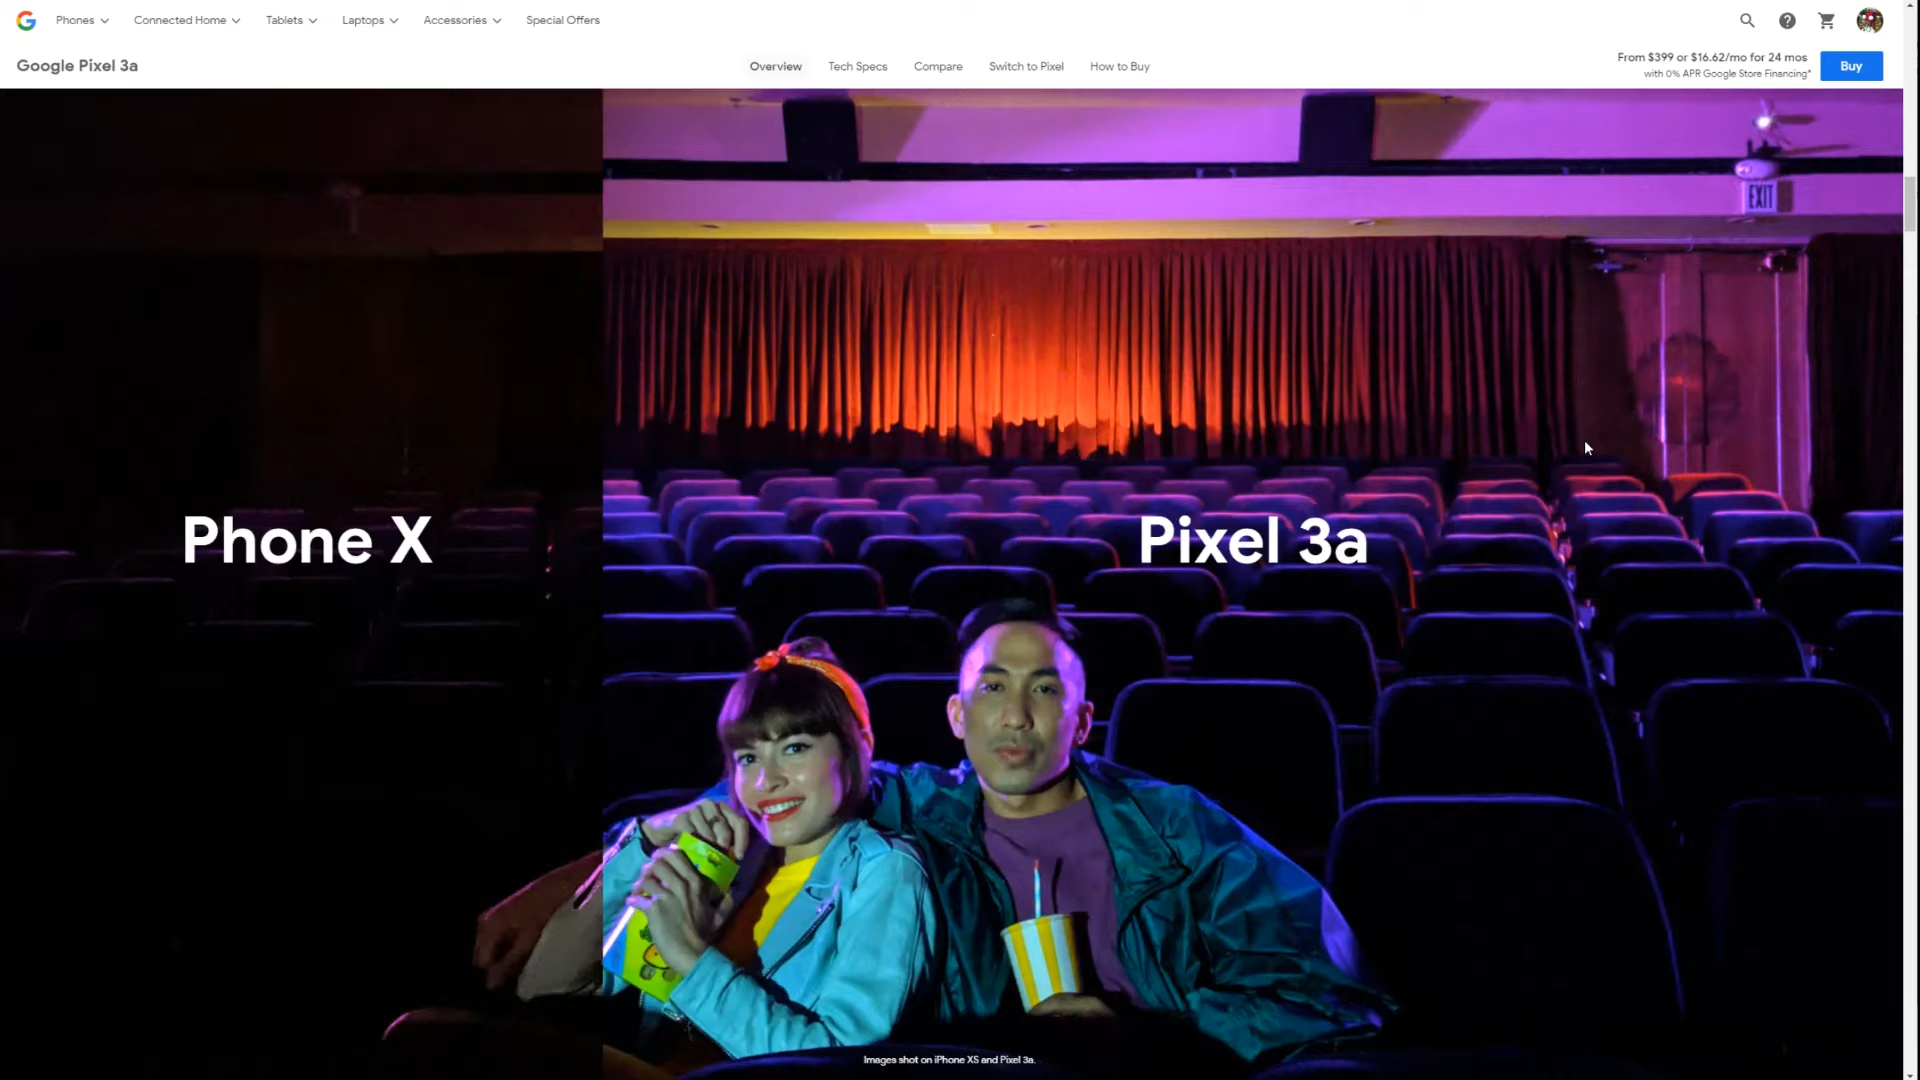 Phones
Connected Home
Tablets
Laptops
Accessories
Special Offers
Google Pixel 3a
Overview
Tech Specs
Compare
Switch to Pixel
How to Buy
From $399 or $16.62/mo for 24 mos
with 0% APR Google Store Financing*
Buy
EXIT
Phone X
Pixel 3a
Images shot on iPhone XS and Pixel 3a.